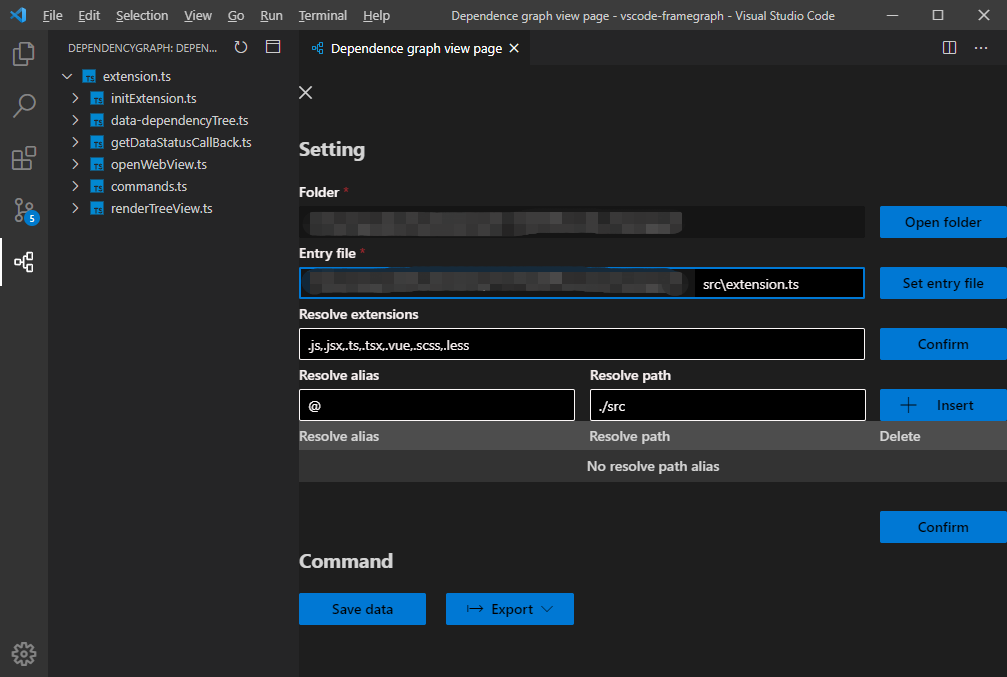 File Edit Selection View Go Run Terminal Help Dependence graph view page - vscode-framegraph - Visual Studio Code
DEPENDENCYGRAPH: DEPEN...
extension.ts
initExtension.ts
data-dependencyTree.ts
getDataStatusCallBack.ts
openWebView.ts
commands.ts
renderTreeView.ts
5
Dependence graph view page
Setting
Folder *
Open folder
Entry file *
src\extension.ts
Set entry file
Resolve extensions
.js,.jsx,.ts,.tsx,.vue,.scss,.less
Confirm
Resolve alias Resolve path
@ ./src
Insert
Resolve alias Resolve path Delete
No resolve path alias
Confirm
Command
Save data Export